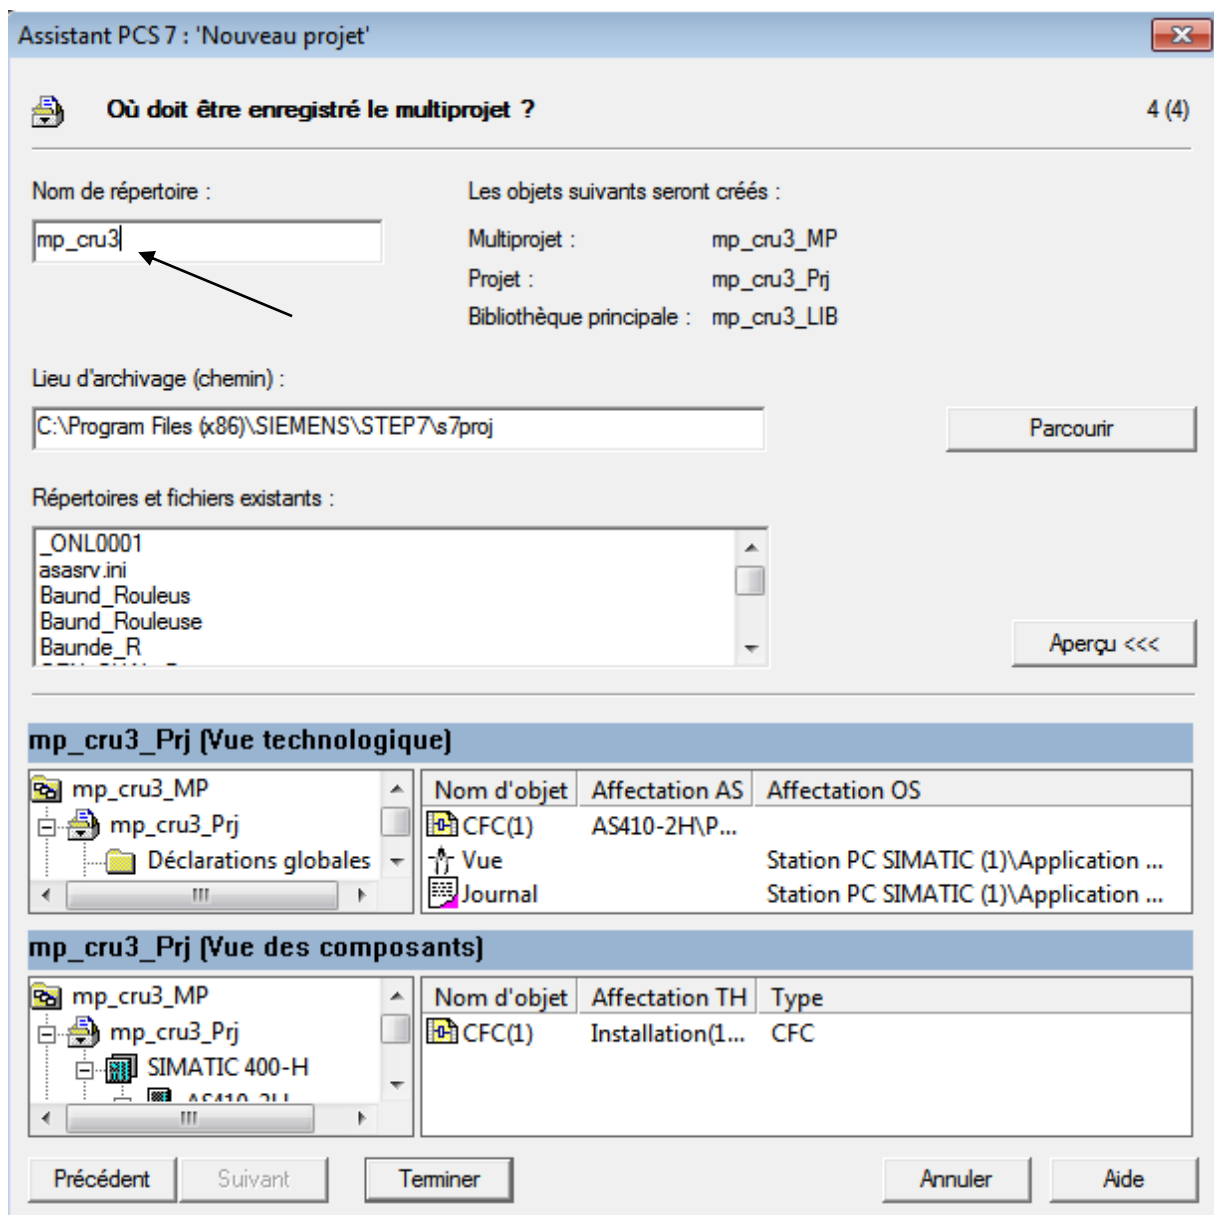 Assistant PCS 7 : 'Nouveau projet'
Où doit être enregistré le multiprojet ?
4 (4)
Nom de répertoire :
Les objets suivants seront créés :
mp_cru3
Multiprojet : mp_cru3_MP
Projet : mp_cru3_Prj
Bibliothèque principale : mp_cru3_LIB
Lieu d'archivage (chemin) :
C:\Program Files (x86)\SIEMENS\STEP7\s7proj
Parcourir
Répertoires et fichiers existants :
_ONL0001
asasrv.ini
Baund_Rouleus
Baund_Rouleuse
Baunde_R
Aperçu <<<
mp_cru3_Prj (Vue technologique)
mp_cru3_MP
mp_cru3_Prj
Déclarations globales
Nom d'objet Affectation AS Affectation OS
CFC(1) AS410-2H\P...
Vue Station PC SIMATIC (1)\Application ...
Journal Station PC SIMATIC (1)\Application ...
mp_cru3_Prj (Vue des composants)
mp_cru3_MP
mp_cru3_Prj
SIMATIC 400-H
AS410-2H
Nom d'objet Affectation TH Type
CFC(1) Installation(1... CFC
Précédent Suivant Terminer Annuler Aide